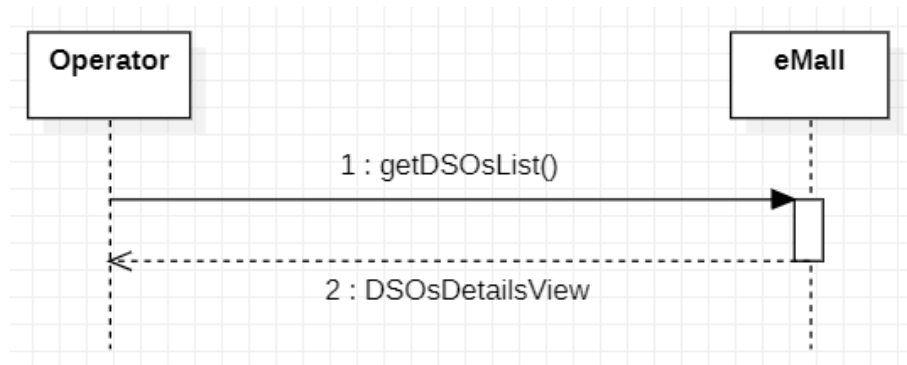 Operator
eMall
1 : getDSOsList()
2 : DSOsDetailsView